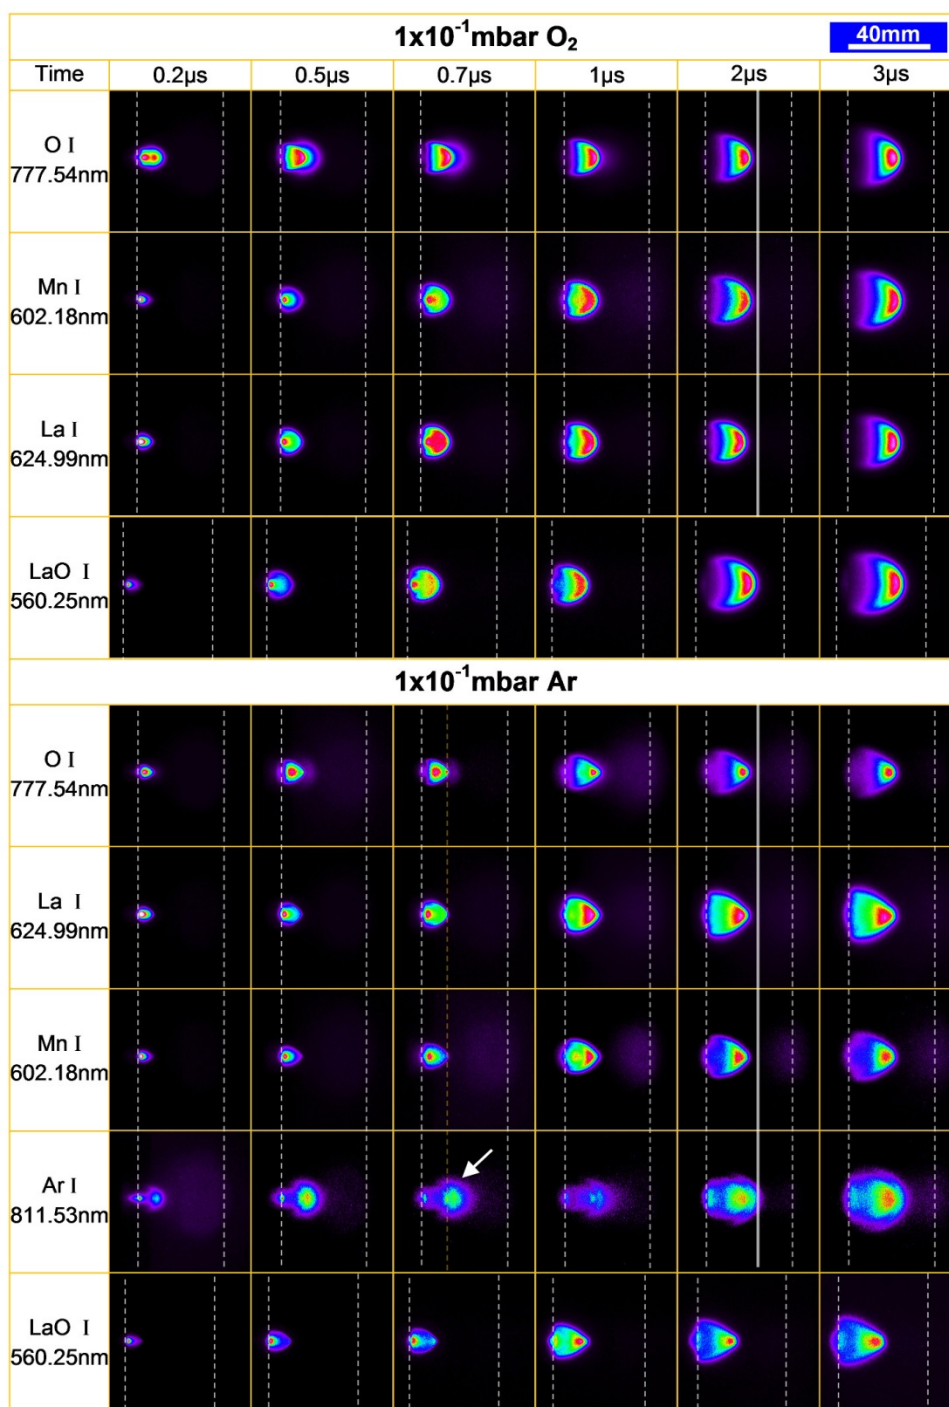 1x10⁻¹mbar O₂
40mm
Time 0.2μs 0.5μs 0.7μs 1μs 2μs 3μs
O I
777.54nm
Mn I
602.18nm
La I
624.99nm
LaO I
560.25nm
1x10⁻¹mbar Ar
O I
777.54nm
La I
624.99nm
Mn I
602.18nm
Ar I
811.53nm
LaO I
560.25nm